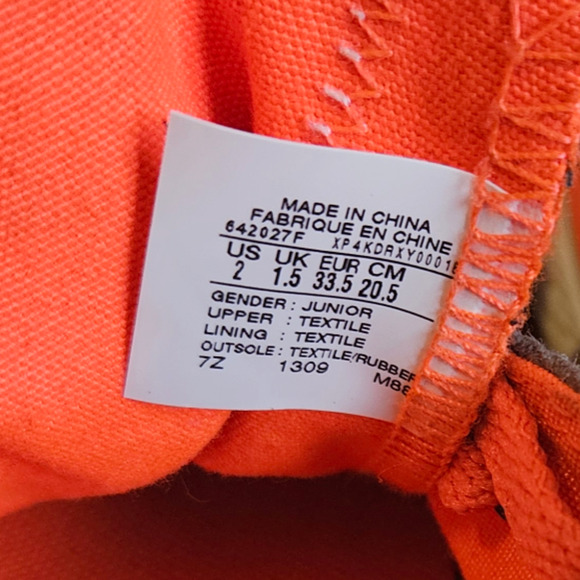 MADE IN CHINA
FABRIQUE EN CHINE
642027F XP4KDRXY0001
US UK EUR CM
2 1.5 33.5 20.5
GENDER : JUNIOR
UPPER : TEXTILE
LINING : TEXTILE
OUTSOLE : TEXTILE/RUBBER
7Z 1309